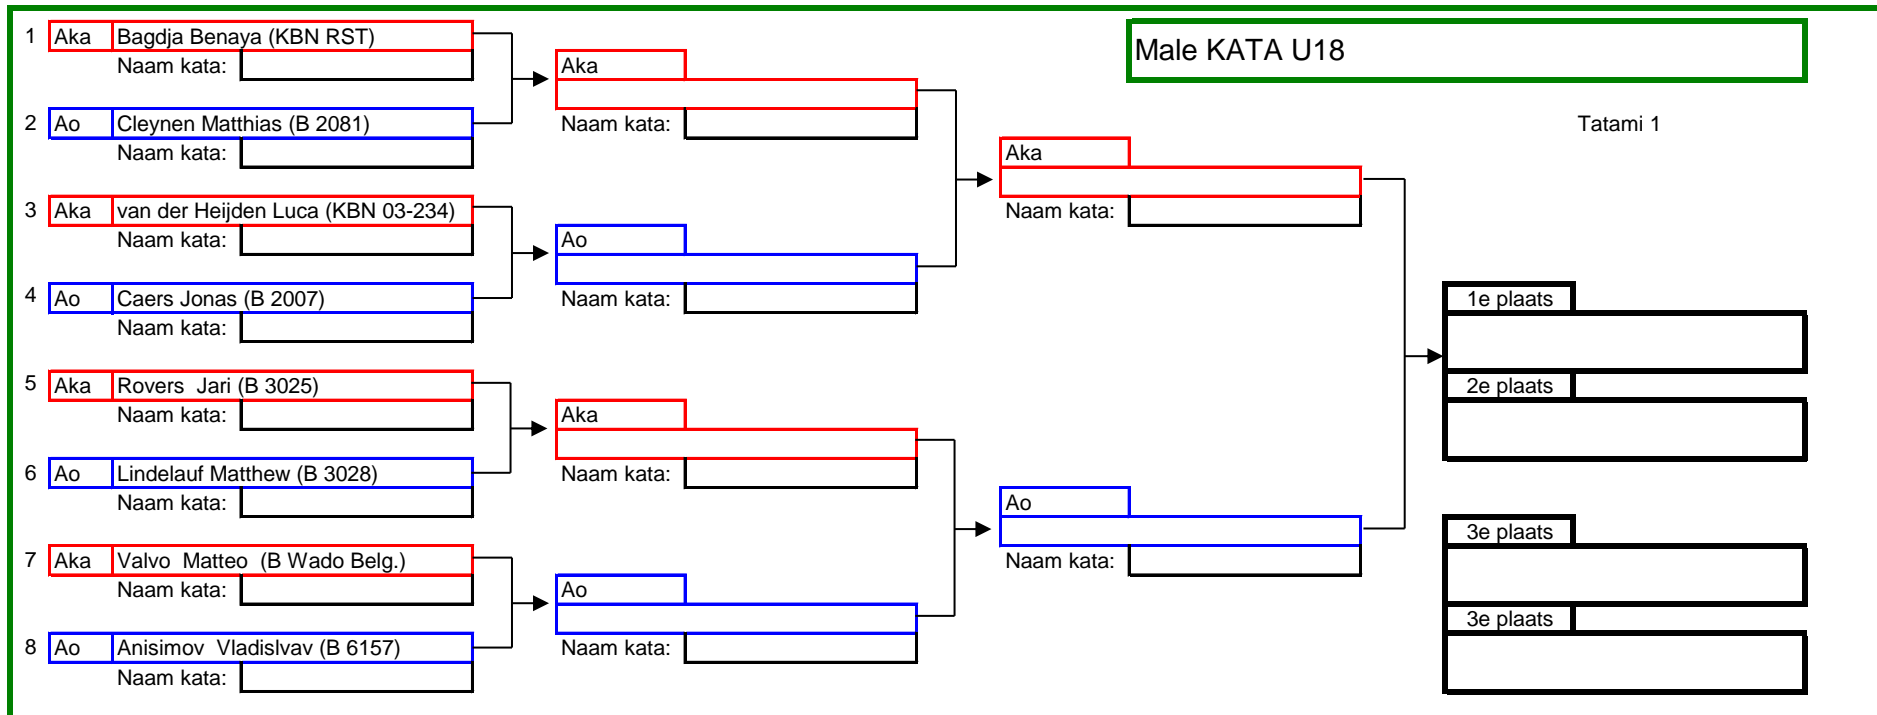 1 Aka Bagdja Benaya (KBN RST)
Naam kata:
2 Ao Cleynen Matthias (B 2081)
Naam kata:
3 Aka van der Heijden Luca (KBN 03-234)
Naam kata:
4 Ao Caers Jonas (B 2007)
Naam kata:
5 Aka Rovers  Jari (B 3025)
Naam kata:
6 Ao Lindelauf Matthew (B 3028)
Naam kata:
7 Aka Valvo  Matteo  (B Wado Belg.)
Naam kata:
8 Ao Anisimov  Vladislvav (B 6157)
Naam kata:
Aka
Naam kata:
Ao
Naam kata:
Aka
Naam kata:
Ao
Naam kata:
Aka
Naam kata:
Ao
Naam kata:
Male KATA U18
Tatami 1
1e plaats
2e plaats
3e plaats
3e plaats